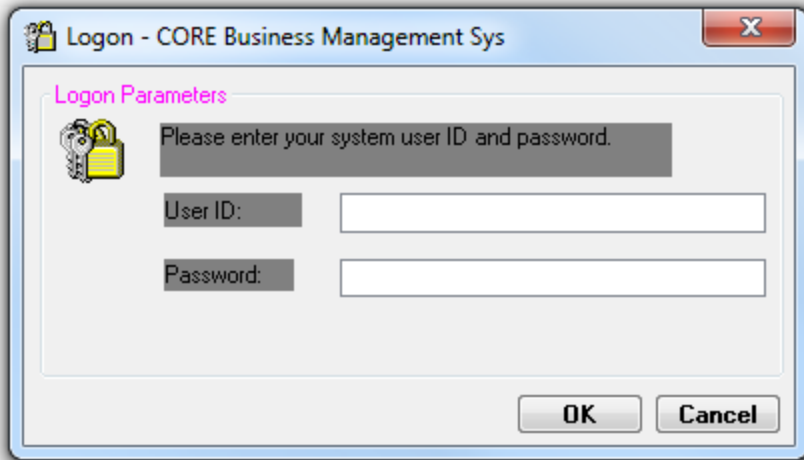 Logon - CORE Business Management Sys
Logon Parameters
Please enter your system user ID and password.
User ID:
Password:
OK
Cancel